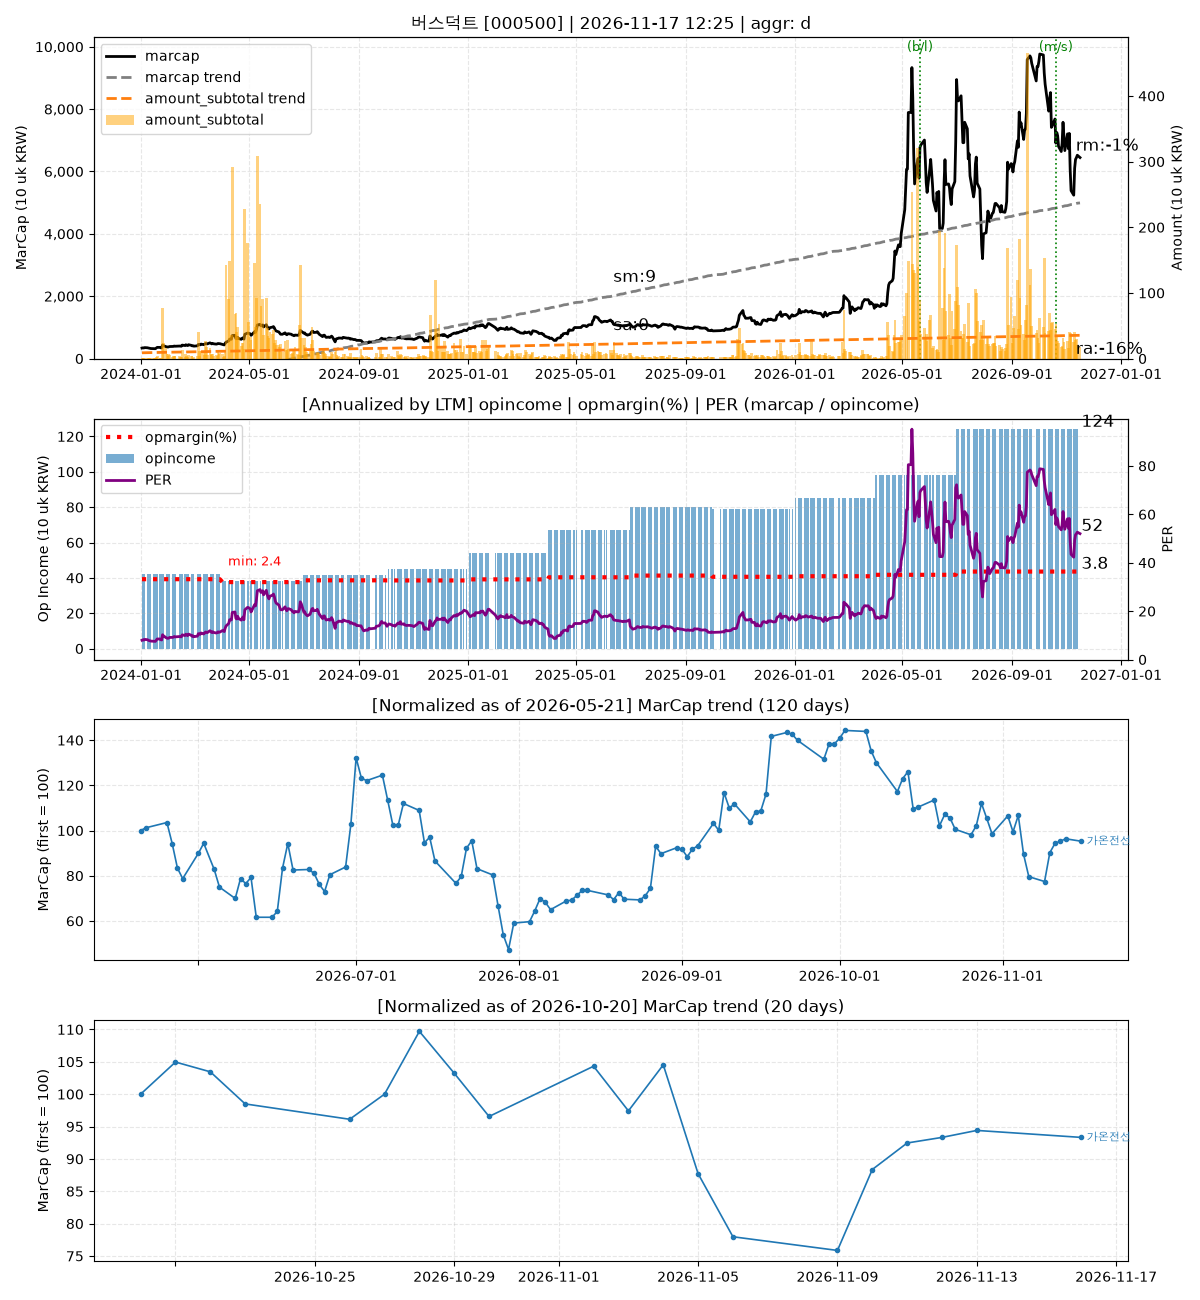 버스덕트 [000500] | 2026-11-17 12:25 | aggr: d
(b/l)
(m/s)
marcap
marcap trend
amount_subtotal trend
amount_subtotal
10,000
8,000
6,000
4,000
2,000
0
MarCap (10 uk KRW)
400
300
200
100
0
Amount (10 uk KRW)
rm:-1%
sm:9
sa:0
ra:-16%
2024-01-01
2024-05-01
2024-09-01
2025-01-01
2025-05-01
2025-09-01
2026-01-01
2026-05-01
2026-09-01
2027-01-01
[Annualized by LTM] opincome | opmargin(%) | PER (marcap / opincome)
opmargin(%)
opincome
PER
120
100
80
60
40
20
0
Op Income (10 uk KRW)
80
60
40
20
0
PER
124
52
3.8
min: 2.4
2024-01-01
2024-05-01
2024-09-01
2025-01-01
2025-05-01
2025-09-01
2026-01-01
2026-05-01
2026-09-01
2027-01-01
[Normalized as of 2026-05-21] MarCap trend (120 days)
140
120
100
80
60
MarCap (first = 100)
가온전선
2026-07-01
2026-08-01
2026-09-01
2026-10-01
2026-11-01
[Normalized as of 2026-10-20] MarCap trend (20 days)
110
105
100
95
90
85
80
75
MarCap (first = 100)
가온전선
2026-10-25
2026-10-29
2026-11-01
2026-11-05
2026-11-09
2026-11-13
2026-11-17